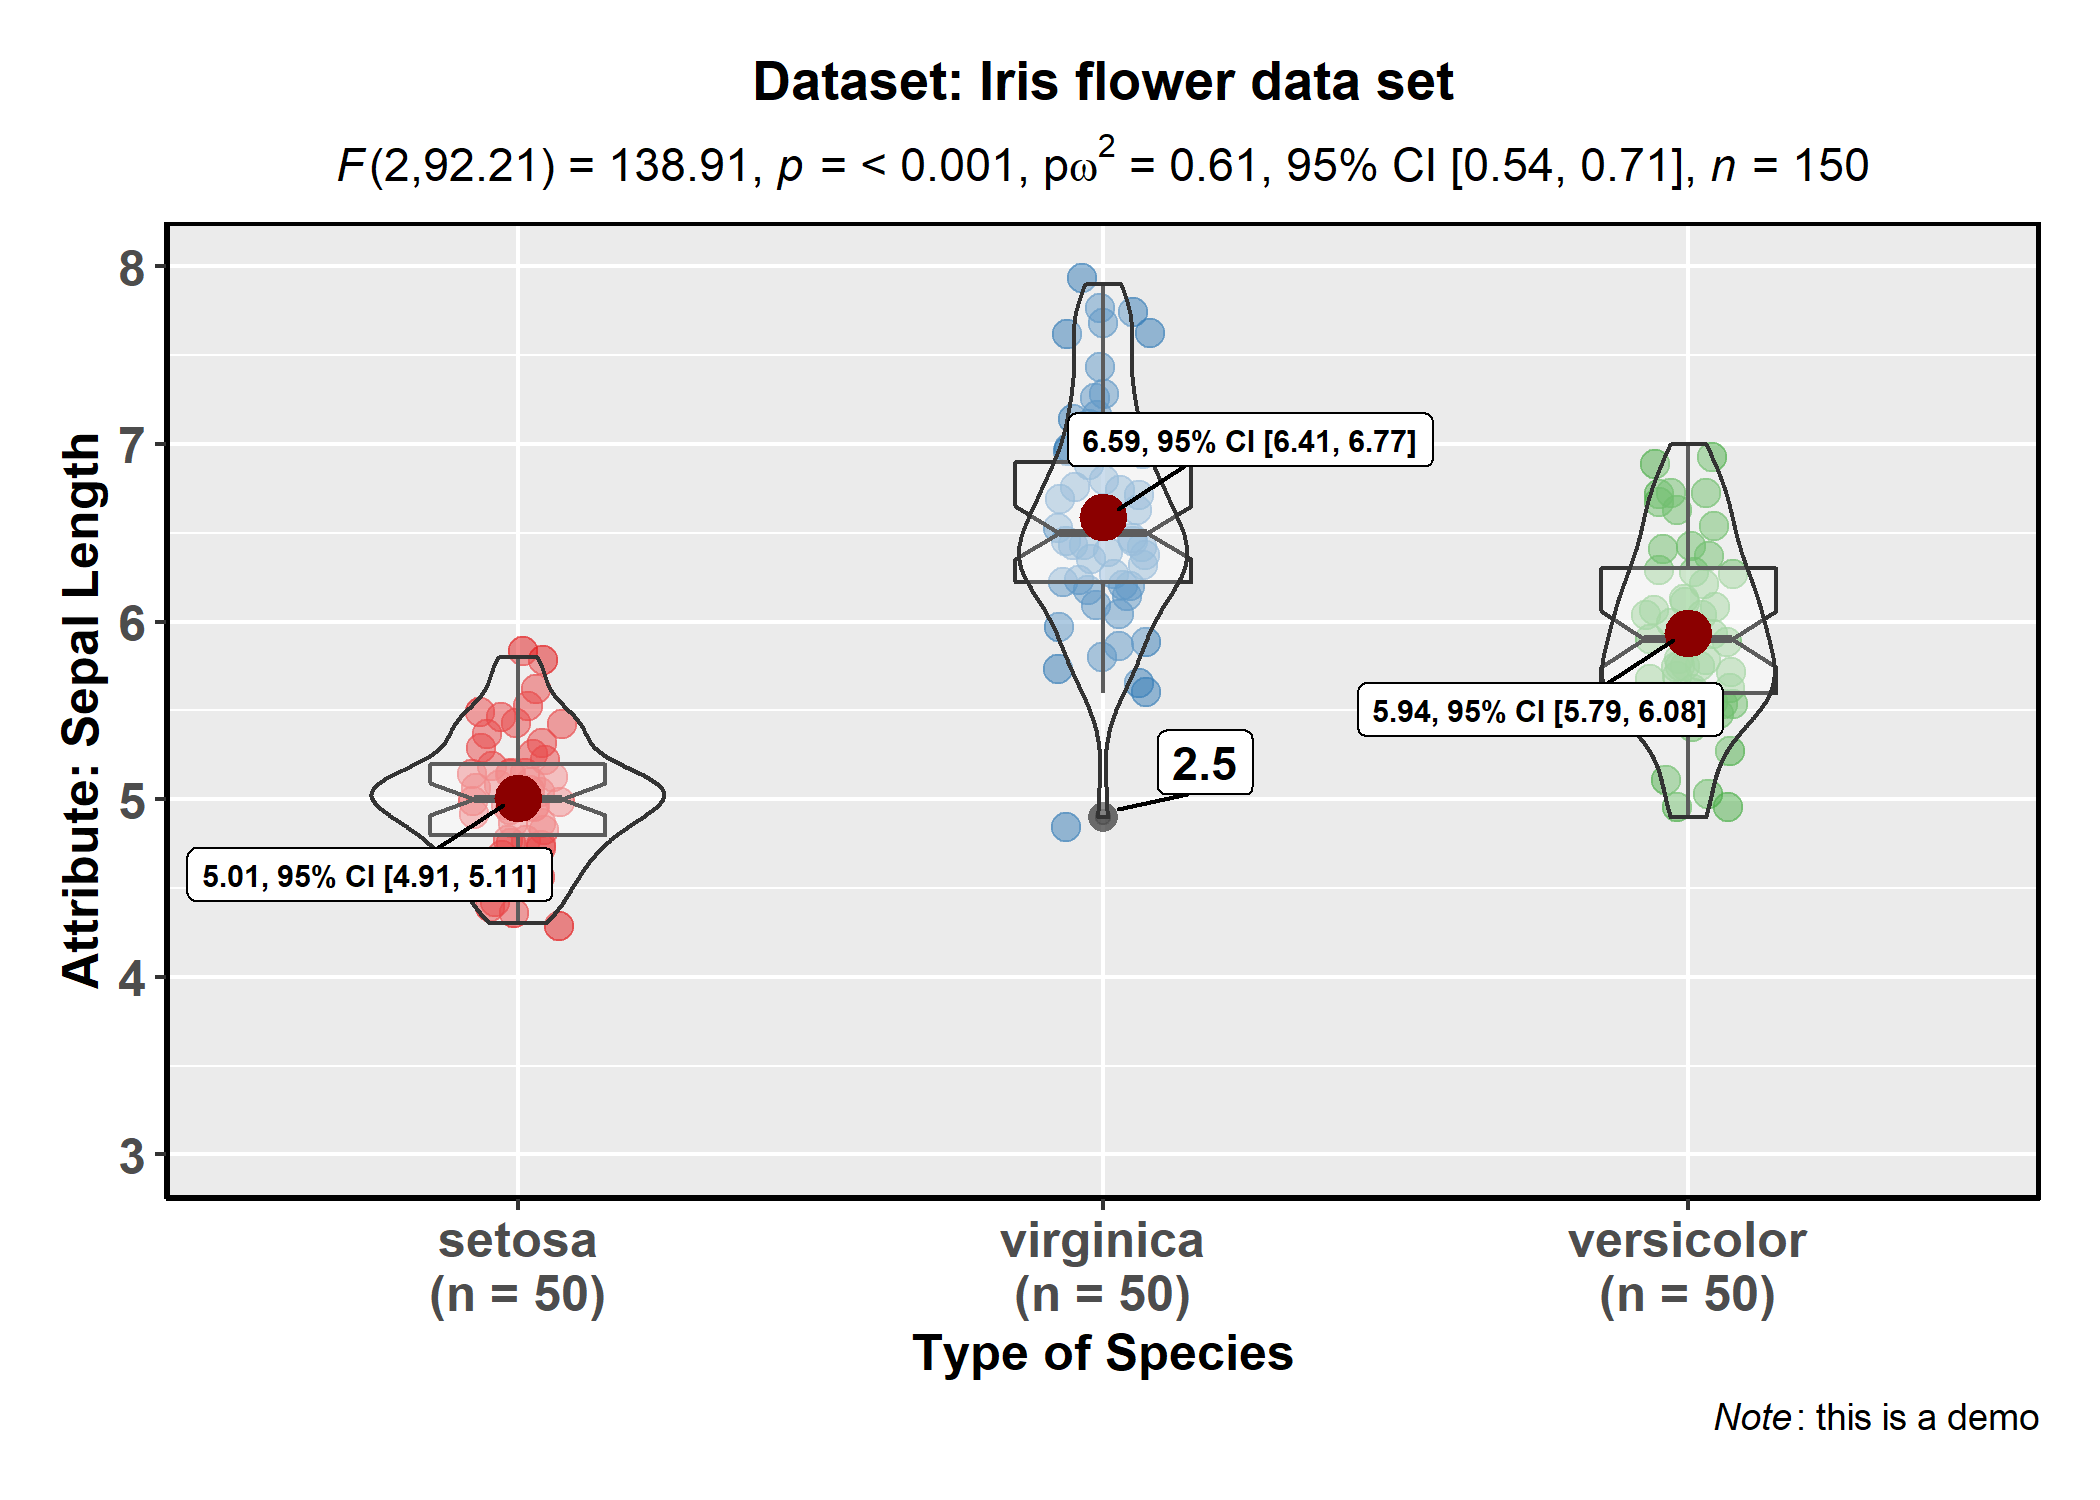 Dataset: Iris flower data set
F(2,92.21) = 138.91, p = < 0.001, pω² = 0.61, 95% CI [0.54, 0.71], n = 150
Attribute: Sepal Length
8
7
6
5
4
3
6.59, 95% CI [6.41, 6.77]
5.94, 95% CI [5.79, 6.08]
2.5
5.01, 95% CI [4.91, 5.11]
setosa
(n = 50)
virginica
(n = 50)
versicolor
(n = 50)
Type of Species
Note: this is a demo